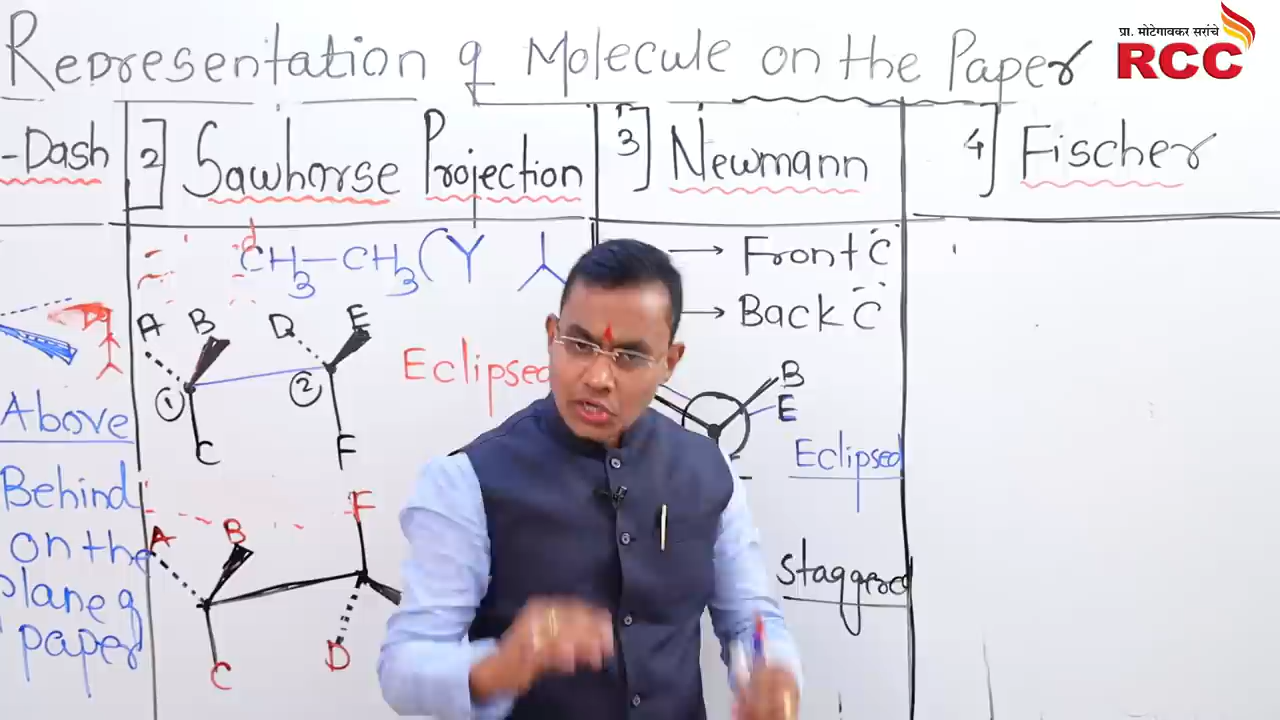 Representation of Molecule on the Paper
प्रा. मोटेगावकर सरांचे
RCC
-Dash
2] Sawhorse Projection
3] Newmann
4] Fischer
CH3-CH3 (Y
→ Front C
→ Back C
A B D E
1 2
C F
Eclipsed
B
E
Eclipsed
Above
Behind
on the
plane of
paper
A B F
C D
Staggered